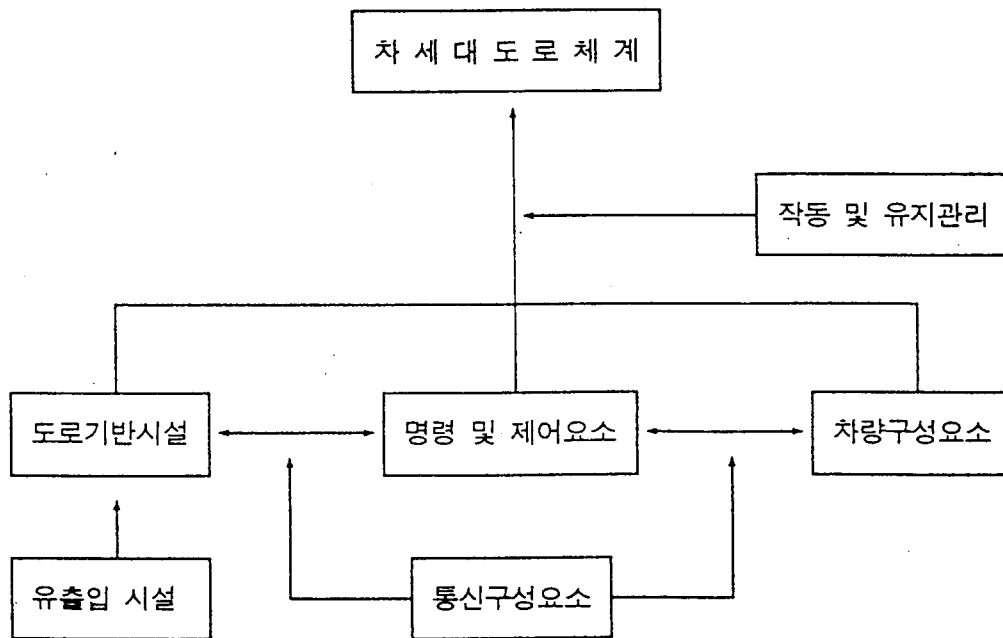 차 세 대 도 로 체 계
작동 및 유지관리
도로기반시설
명령 및 제어요소
차량구성요소
유출입 시설
통신구성요소